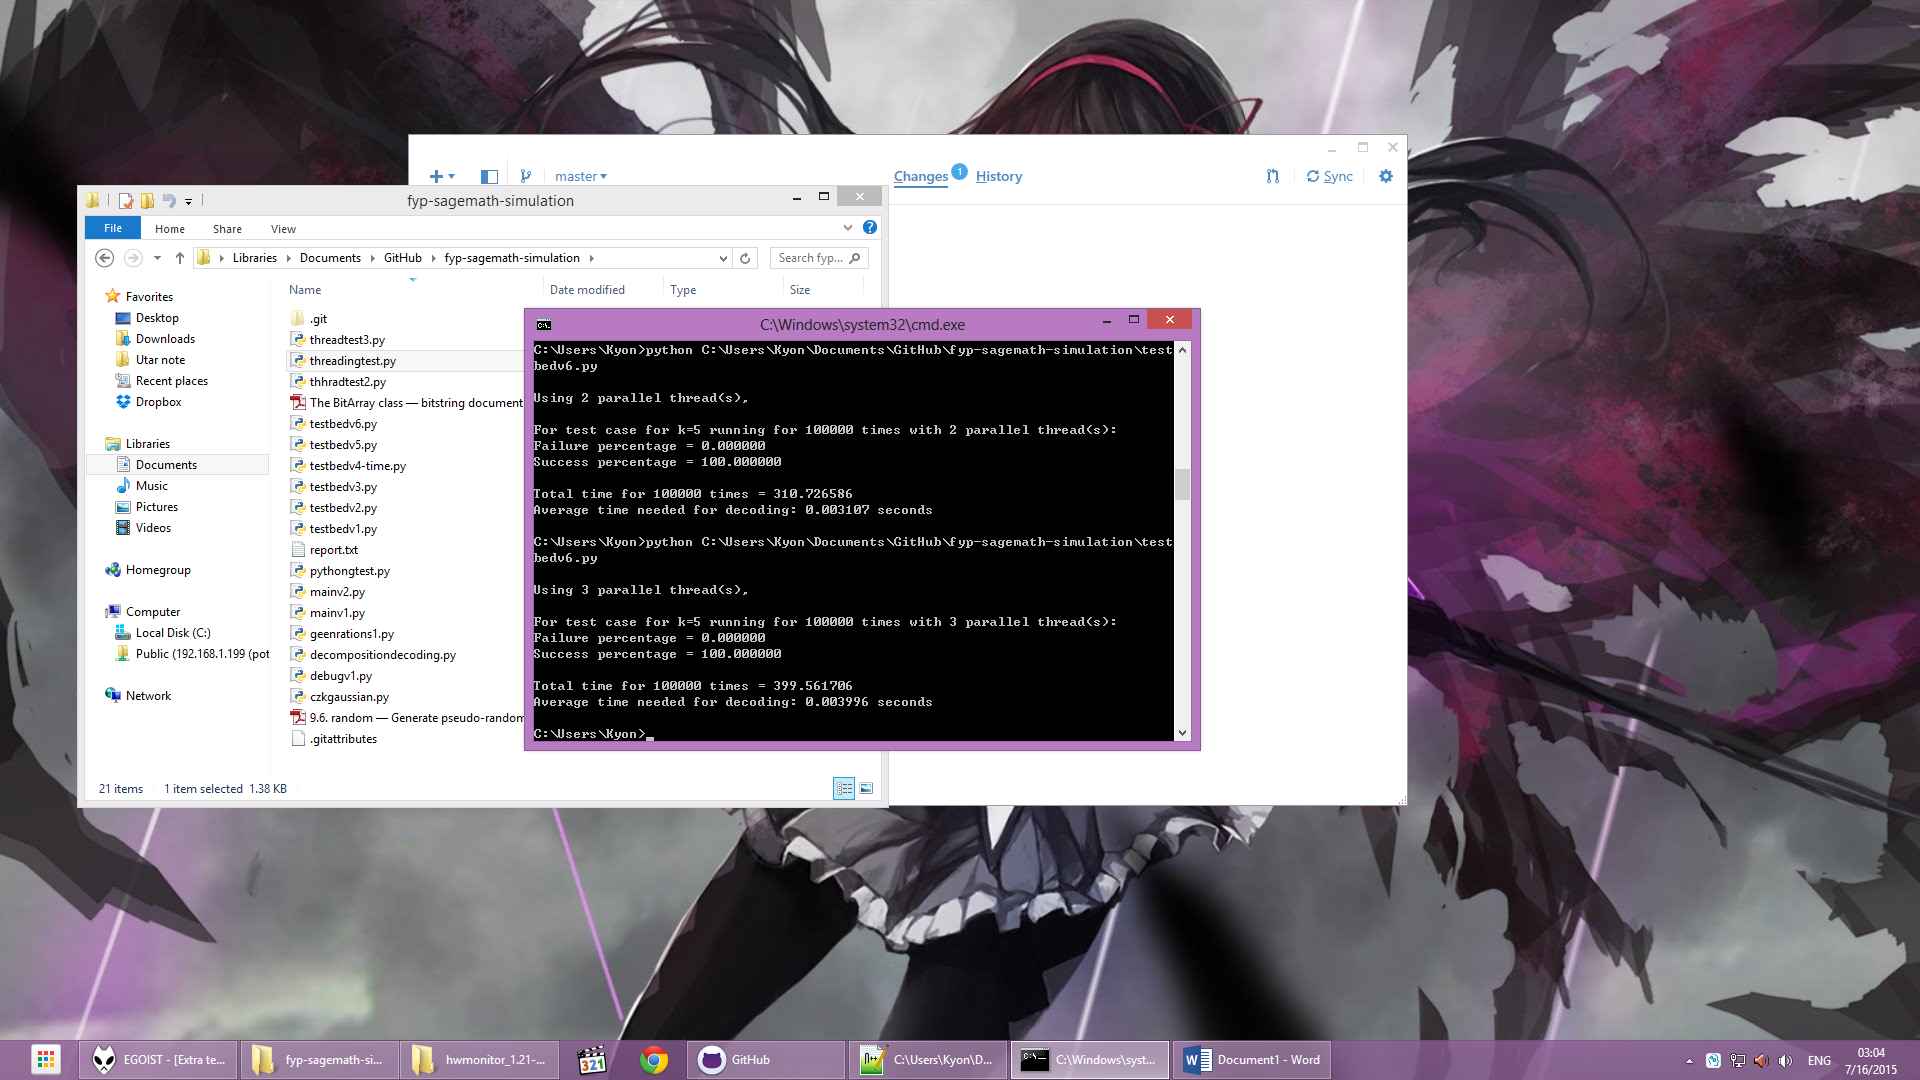 master
Changes
1
History
Sync
fyp-sagemath-simulation
File
Home
Share
View
Libraries
Documents
GitHub
fyp-sagemath-simulation
Search fyp...
Name
Date modified
Type
Size
Favorites
Desktop
Downloads
Utar note
Recent places
Dropbox
Libraries
Documents
Music
Pictures
Videos
Homegroup
Computer
Local Disk (C:)
Public (192.168.1.199 (pot
Network
.git
threadtest3.py
threadingtest.py
thhradtest2.py
The BitArray class — bitstring document
testbedv6.py
testbedv5.py
testbedv4-time.py
testbedv3.py
testbedv2.py
testbedv1.py
report.txt
pythongtest.py
mainv2.py
mainv1.py
geenrations1.py
decompositiondecoding.py
debugv1.py
czkgaussian.py
9.6. random — Generate pseudo-random
.gitattributes
21 items
1 item selected 1.38 KB
C:\Windows\system32\cmd.exe
C:\Users\Kyon>python C:\Users\Kyon\Documents\GitHub\fyp-sagemath-simulation\test
bedv6.py
Using 2 parallel thread(s),
For test case for k=5 running for 100000 times with 2 parallel thread(s):
Failure percentage = 0.000000
Success percentage = 100.000000
Total time for 100000 times = 310.726586
Average time needed for decoding: 0.003107 seconds
C:\Users\Kyon>python C:\Users\Kyon\Documents\GitHub\fyp-sagemath-simulation\test
bedv6.py
Using 3 parallel thread(s),
For test case for k=5 running for 100000 times with 3 parallel thread(s):
Failure percentage = 0.000000
Success percentage = 100.000000
Total time for 100000 times = 399.561706
Average time needed for decoding: 0.003996 seconds
C:\Users\Kyon>_
EGOIST - [Extra te...
fyp-sagemath-si...
hwmonitor_1.21-...
321
GitHub
C:\Users\Kyon\D...
C:\Windows\syst...
Document1 - Word
ENG
03:04
7/16/2015